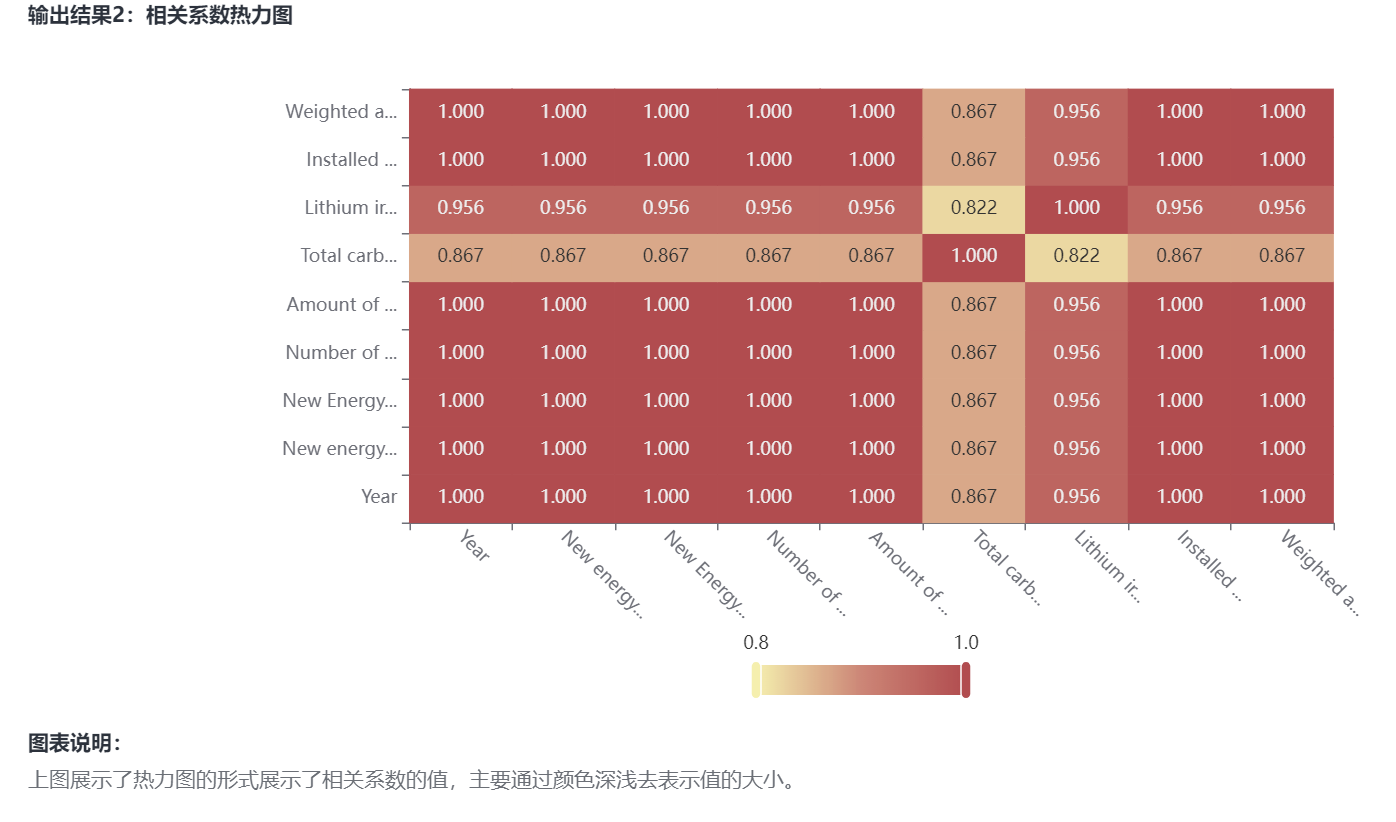 输出结果2：相关系数热力图
Weighted a... 1.000 1.000 1.000 1.000 1.000 0.867 0.956 1.000 1.000
Installed ... 1.000 1.000 1.000 1.000 1.000 0.867 0.956 1.000 1.000
Lithium ir... 0.956 0.956 0.956 0.956 0.956 0.822 1.000 0.956 0.956
Total carb... 0.867 0.867 0.867 0.867 0.867 1.000 0.822 0.867 0.867
Amount of ... 1.000 1.000 1.000 1.000 1.000 0.867 0.956 1.000 1.000
Number of ... 1.000 1.000 1.000 1.000 1.000 0.867 0.956 1.000 1.000
New Energy... 1.000 1.000 1.000 1.000 1.000 0.867 0.956 1.000 1.000
New energy... 1.000 1.000 1.000 1.000 1.000 0.867 0.956 1.000 1.000
Year 1.000 1.000 1.000 1.000 1.000 0.867 0.956 1.000 1.000
Year New energy... New Energy... Number of ... Amount of ... Total carb... Lithium ir... Installed ... Weighted a...
0.8 1.0
图表说明：
上图展示了热力图的形式展示了相关系数的值，主要通过颜色深浅去表示值的大小。